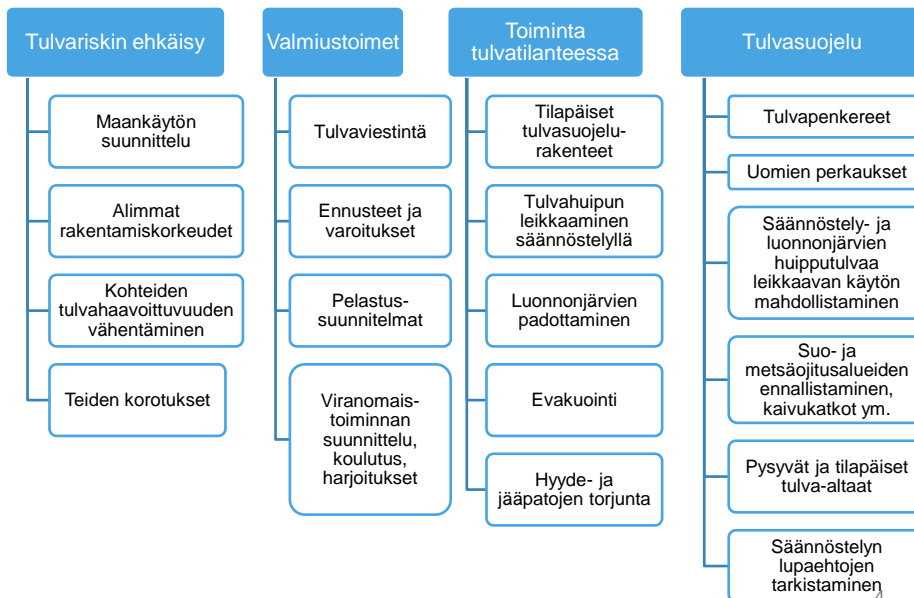 Tulvariskin ehkäisy
Maankäytön
suunnittelu
Alimmat
rakentamiskorkeudet
Kohteiden
tulvahaavoittuvuuden
vähentäminen
Teiden korotukset
Valmiustoimet
Tulvaviestintä
Ennusteet ja
varoitukset
Pelastus-
suunnitelmat
Viranomais-
toiminnan
suunnittelu,
koulutus,
harjoitukset
Toiminta
tulvatilanteessa
Tilapäiset
tulvasuojelu-
rakenteet
Tulvahuipun
leikkaaminen
säännöstelyllä
Luonnonjärvien
padottaminen
Evakuointi
Hyyde- ja
jääpatojen torjunta
Tulvasuojelu
Tulvapenkereet
Uomien perkaukset
Säännöstely- ja
luonnonjärvien
huipputulvaa
leikkaavan käytön
mahdollistaminen
Suo- ja
metsäojitusalueiden
ennallistaminen,
kaivukatkot ym.
Pysyvät ja tilapäiset
tulva-altaat
Säännöstelyn
lupaehtojen
tarkistaminen